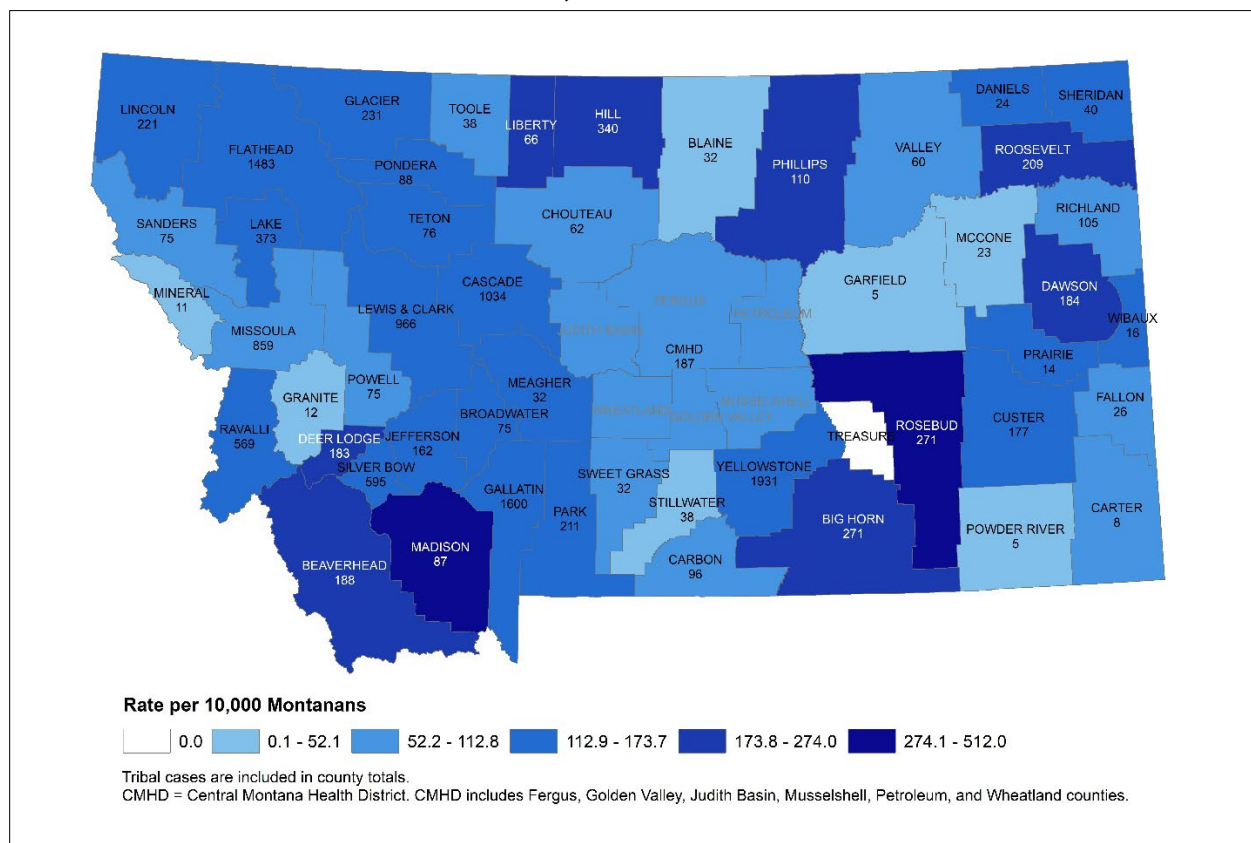 LINCOLN
221
FLATHEAD
1483
GLACIER
231
TOOLE
38
LIBERTY
66
HILL
340
BLAINE
32
PHILLIPS
110
VALLEY
60
DANIELS
24
SHERIDAN
40
ROOSEVELT
209
PONDERA
88
TETON
76
CHOUTEAU
62
RICHLAND
105
SANDERS
75
LAKE
373
MCCONE
23
GARFIELD
5
DAWSON
184
WIBAUX
16
MINERAL
11
MISSOULA
859
LEWIS & CLARK
966
CASCADE
1034
FERGUS
JUDITH BASIN
PETROLEUM
CMHD
187
PRAIRIE
14
POWELL
75
GRANITE
12
MEAGHER
32
BROADWATER
75
WHEATLAND
GOLDEN VALLEY
MUSSELSHELL
TREASURE
ROSEBUD
271
CUSTER
177
FALLON
26
RAVALLI
569
DEER LODGE
183
JEFFERSON
162
SILVER BOW
595
GALLATIN
1600
PARK
211
SWEET GRASS
32
STILLWATER
38
YELLOWSTONE
1931
BIG HORN
271
POWDER RIVER
5
CARTER
8
CARBON
96
MADISON
87
BEAVERHEAD
188
Rate per 10,000 Montanans
0.0 0.1 - 52.1 52.2 - 112.8 112.9 - 173.7 173.8 - 274.0 274.1 - 512.0
Tribal cases are included in county totals.
CMHD = Central Montana Health District. CMHD includes Fergus, Golden Valley, Judith Basin, Musselshell, Petroleum, and Wheatland counties.